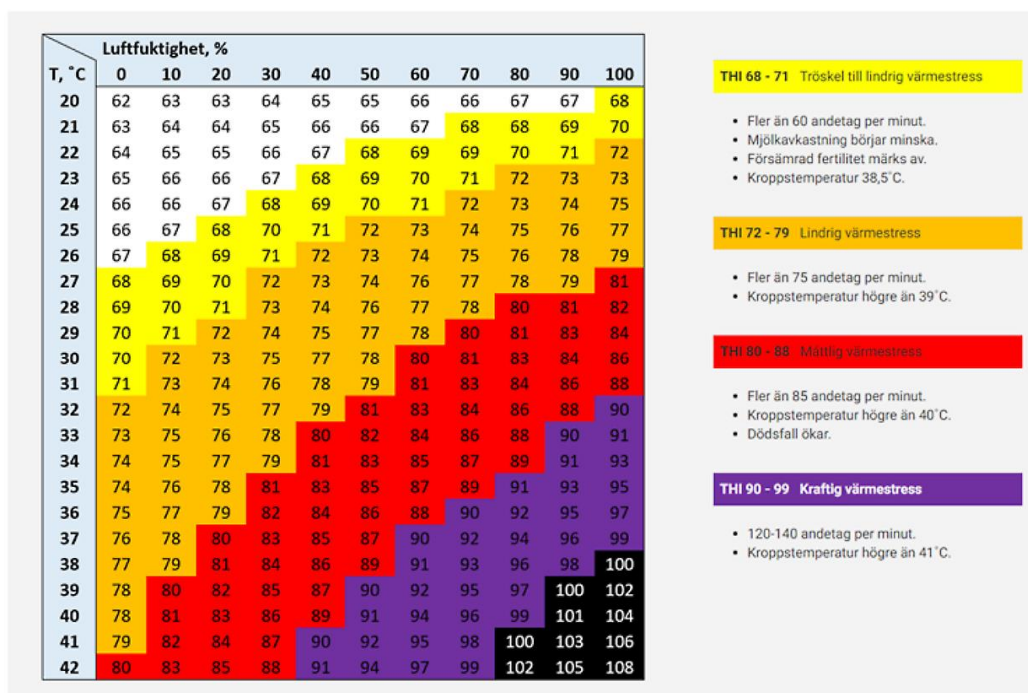 Luftfuktighet, %
T, ˚C 0 10 20 30 40 50 60 70 80 90 100
20 62 63 63 64 65 65 66 66 67 67 68
21 63 64 64 65 66 66 67 68 68 69 70
22 64 65 65 66 67 68 69 69 70 71 72
23 65 66 66 67 68 69 70 71 72 73 73
24 66 66 67 68 69 70 71 72 73 74 75
25 66 67 68 70 71 72 73 74 75 76 77
26 67 68 69 71 72 73 74 75 76 78 79
27 68 69 70 72 73 74 76 77 78 79 81
28 69 70 71 73 74 76 77 78 80 81 82
29 70 71 72 74 75 77 78 80 81 83 84
30 70 72 73 75 77 78 80 81 83 84 86
31 71 73 74 76 78 79 81 83 84 86 88
32 72 74 75 77 79 81 83 84 86 88 90
33 73 75 76 78 80 82 84 86 88 90 91
34 74 75 77 79 81 83 85 87 89 91 93
35 74 76 78 81 83 85 87 89 91 93 95
36 75 77 79 82 84 86 88 90 92 95 97
37 76 78 80 83 85 87 90 92 94 96 99
38 77 79 81 84 86 89 91 93 96 98 100
39 78 80 82 85 87 90 92 95 97 100 102
40 78 81 83 86 89 91 94 96 99 101 104
41 79 82 84 87 90 92 95 98 100 103 106
42 80 83 85 88 91 94 97 99 102 105 108
THI 68 - 71 Tröskel till lindrig värmestress
• Fler än 60 andetag per minut.
• Mjölkavkastning börjar minska.
• Försämrad fertilitet märks av.
• Kroppstemperatur 38,5˚C.
THI 72 - 79 Lindrig värmestress
• Fler än 75 andetag per minut.
• Kroppstemperatur högre än 39˚C.
THI 80 - 88 Måttlig värmestress
• Fler än 85 andetag per minut.
• Kroppstemperatur högre än 40˚C.
• Dödsfall ökar.
THI 90 - 99 Kraftig värmestress
• 120-140 andetag per minut.
• Kroppstemperatur högre än 41˚C.